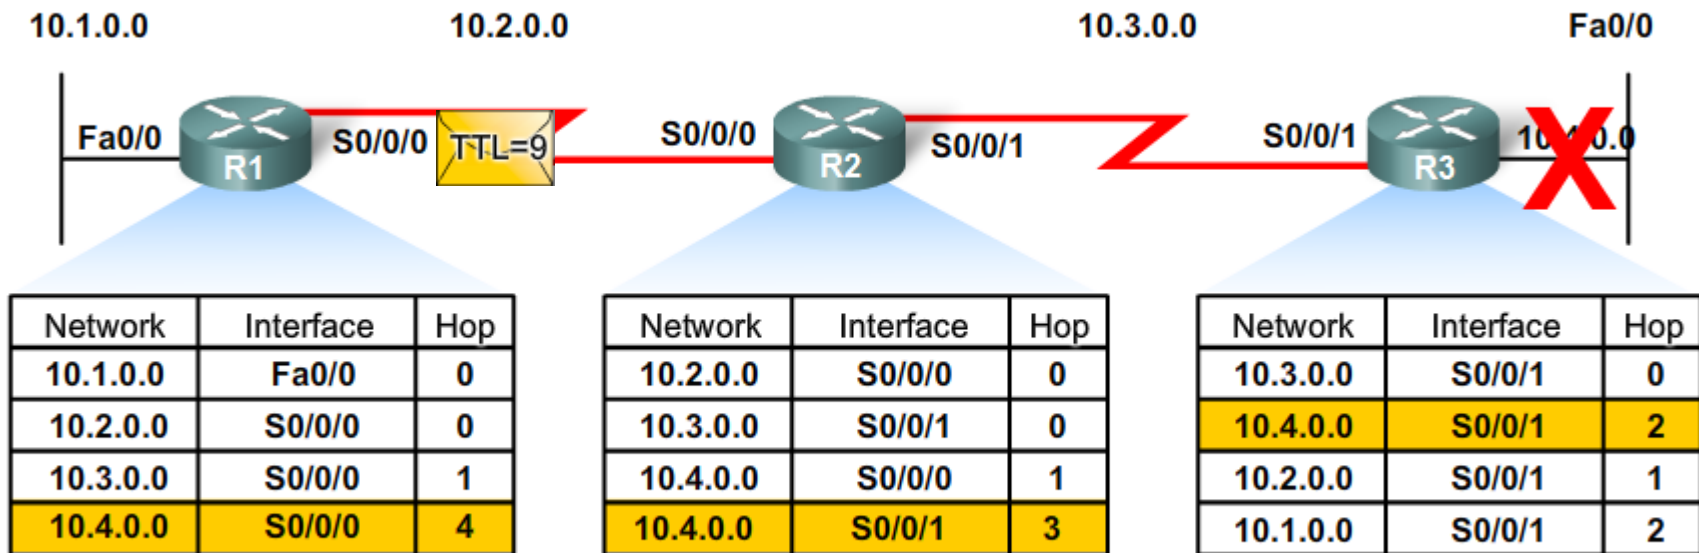 10.1.0.0 10.2.0.0 10.3.0.0 Fa0/0
Fa0/0 R1 S0/0/0 TTL=9 S0/0/0 R2 S0/0/1 S0/0/1 R3 10.4.0.0
Network Interface Hop
10.1.0.0 Fa0/0 0
10.2.0.0 S0/0/0 0
10.3.0.0 S0/0/0 1
10.4.0.0 S0/0/0 4
Network Interface Hop
10.2.0.0 S0/0/0 0
10.3.0.0 S0/0/1 0
10.4.0.0 S0/0/0 1
10.4.0.0 S0/0/1 3
Network Interface Hop
10.3.0.0 S0/0/1 0
10.4.0.0 S0/0/1 2
10.2.0.0 S0/0/1 1
10.1.0.0 S0/0/1 2